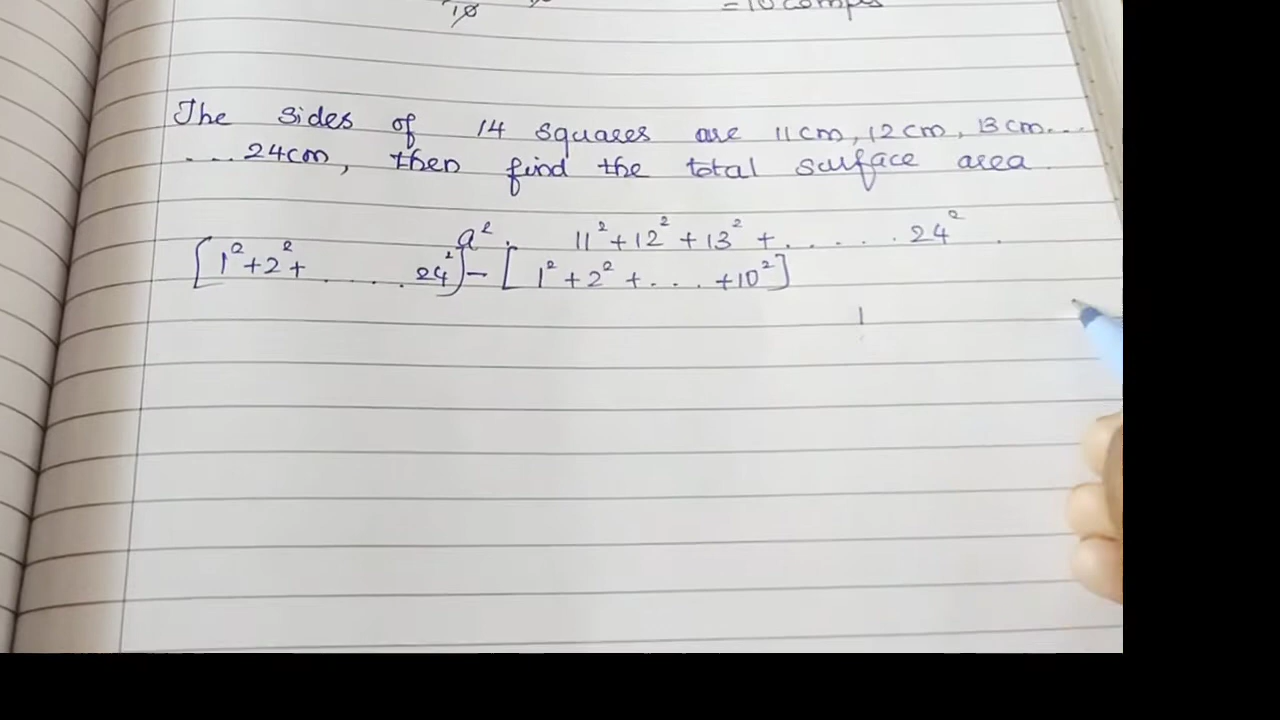 10
The sides of 14 squares are 11cm, 12cm, 13cm...
...24cm, then find the total surface area
a². 11²+12²+13²+......24².
[1²+2²+.....24²]-[1²+2²+...+10²]